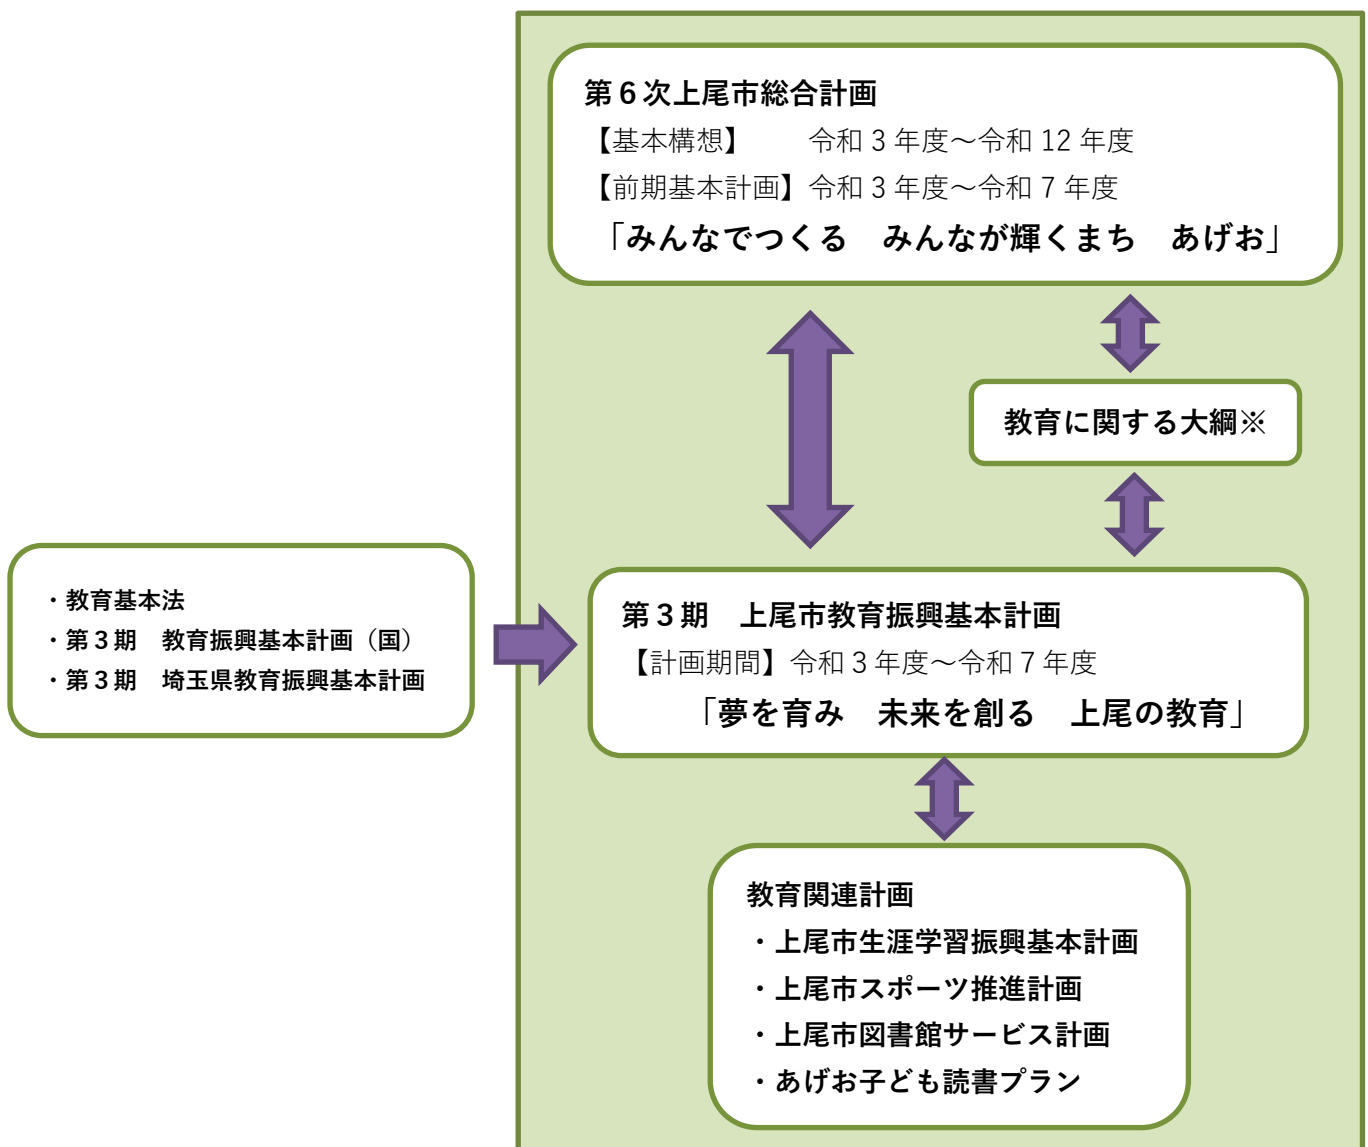 第６次上尾市総合計画
【基本構想】　　令和 3 年度～令和 12 年度
【前期基本計画】令和 3 年度～令和 7 年度
「みんなでつくる　みんなが輝くまち　あげお」
教育に関する大綱※
・教育基本法
・第３期　教育振興基本計画（国）
・第３期　埼玉県教育振興基本計画
第３期　上尾市教育振興基本計画
【計画期間】令和３年度～令和７年度
「夢を育み　未来を創る　上尾の教育」
教育関連計画
・上尾市生涯学習振興基本計画
・上尾市スポーツ推進計画
・上尾市図書館サービス計画
・あげお子ども読書プラン